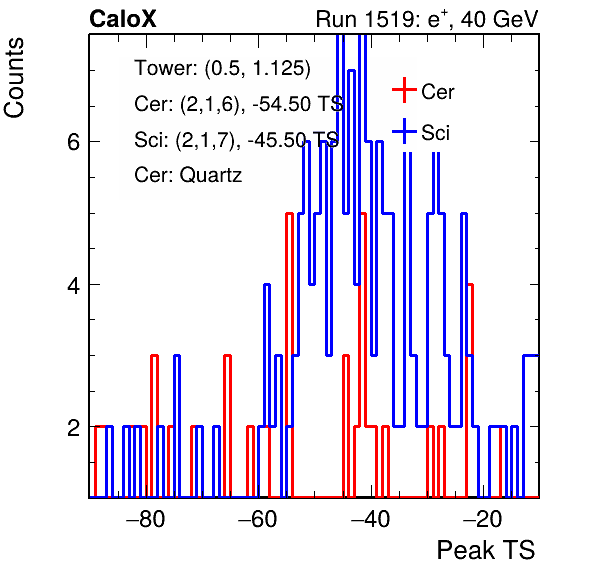 CaloX Run 1519: e+, 40 GeV
Counts
Tower: (0.5, 1.125)
Cer: (2,1,6), -54.50 TS
Sci: (2,1,7), -45.50 TS
Cer: Quartz
Cer
Sci
6
4
2
−80 −60 −40 −20
Peak TS